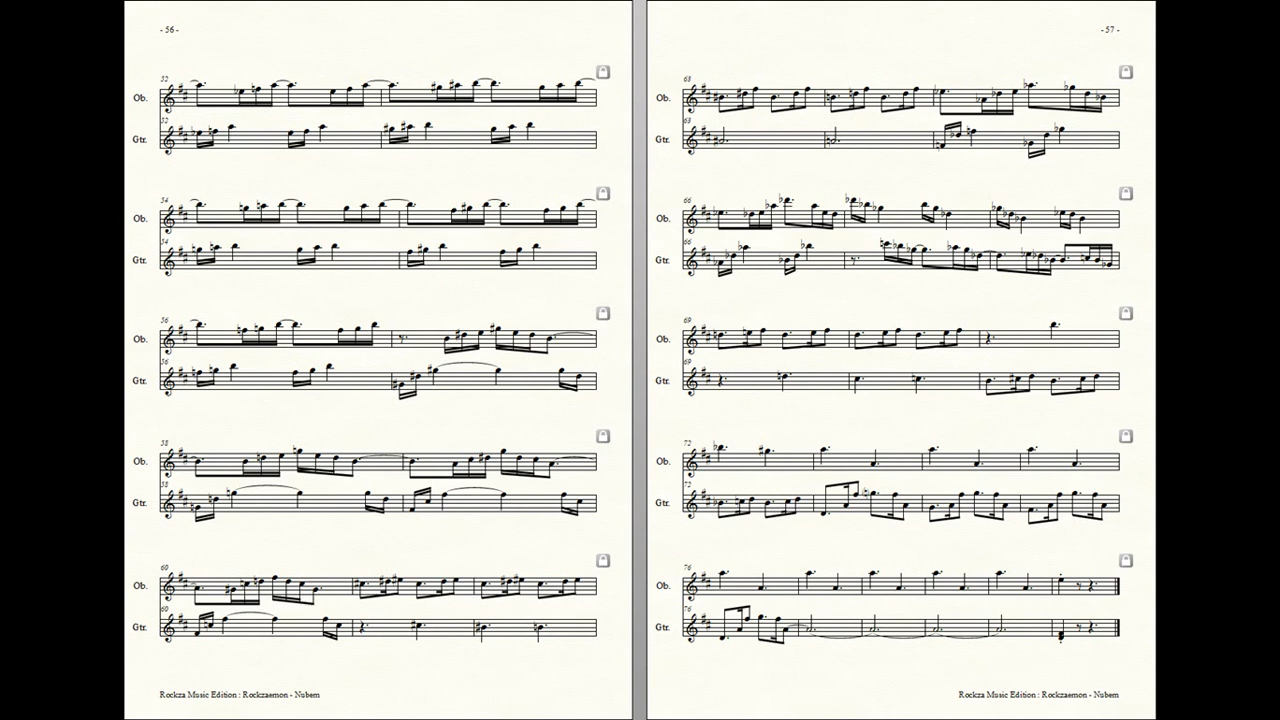 - 56 -
52
Ob.
52
Gtr.
54
Ob.
54
Gtr.
56
Ob.
56
Gtr.
58
Ob.
58
Gtr.
60
Ob.
60
Gtr.
Rockza Music Edition : Rockzaemon - Nubem
- 57 -
63
Ob.
63
Gtr.
66
Ob.
66
Gtr.
69
Ob.
69
Gtr.
72
Ob.
72
Gtr.
76
Ob.
76
Gtr.
Rockza Music Edition : Rockzaemon - Nubem